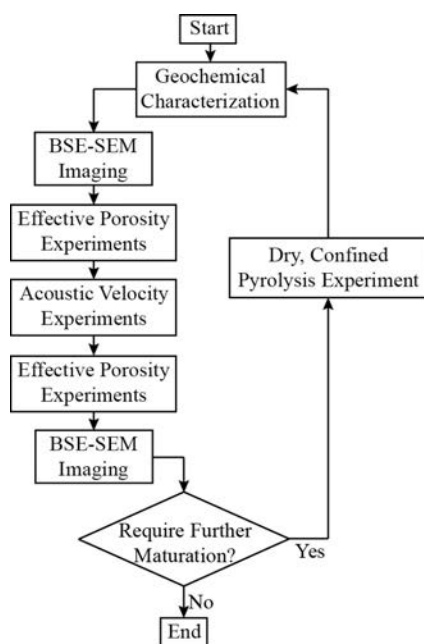 Start
Geochemical
Characterization
BSE-SEM
Imaging
Effective Porosity
Experiments
Acoustic Velocity
Experiments
Effective Porosity
Experiments
BSE-SEM
Imaging
Require Further
Maturation?
Yes
Dry, Confined
Pyrolysis Experiment
No
End